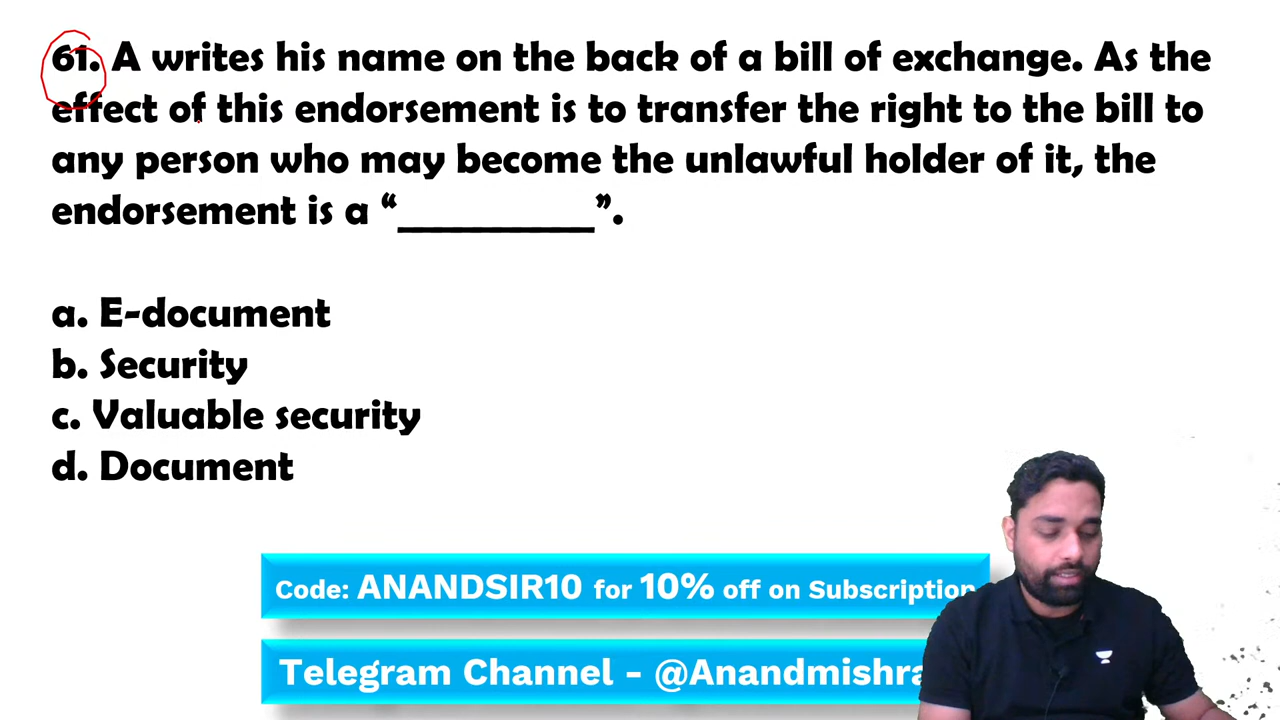 61. A writes his name on the back of a bill of exchange. As the
effect of this endorsement is to transfer the right to the bill to
any person who may become the unlawful holder of it, the
endorsement is a “__________”.
a. E-document
b. Security
c. Valuable security
d. Document
Code: ANANDSIR10 for 10% off on Subscription
Telegram Channel - @Anandmishra